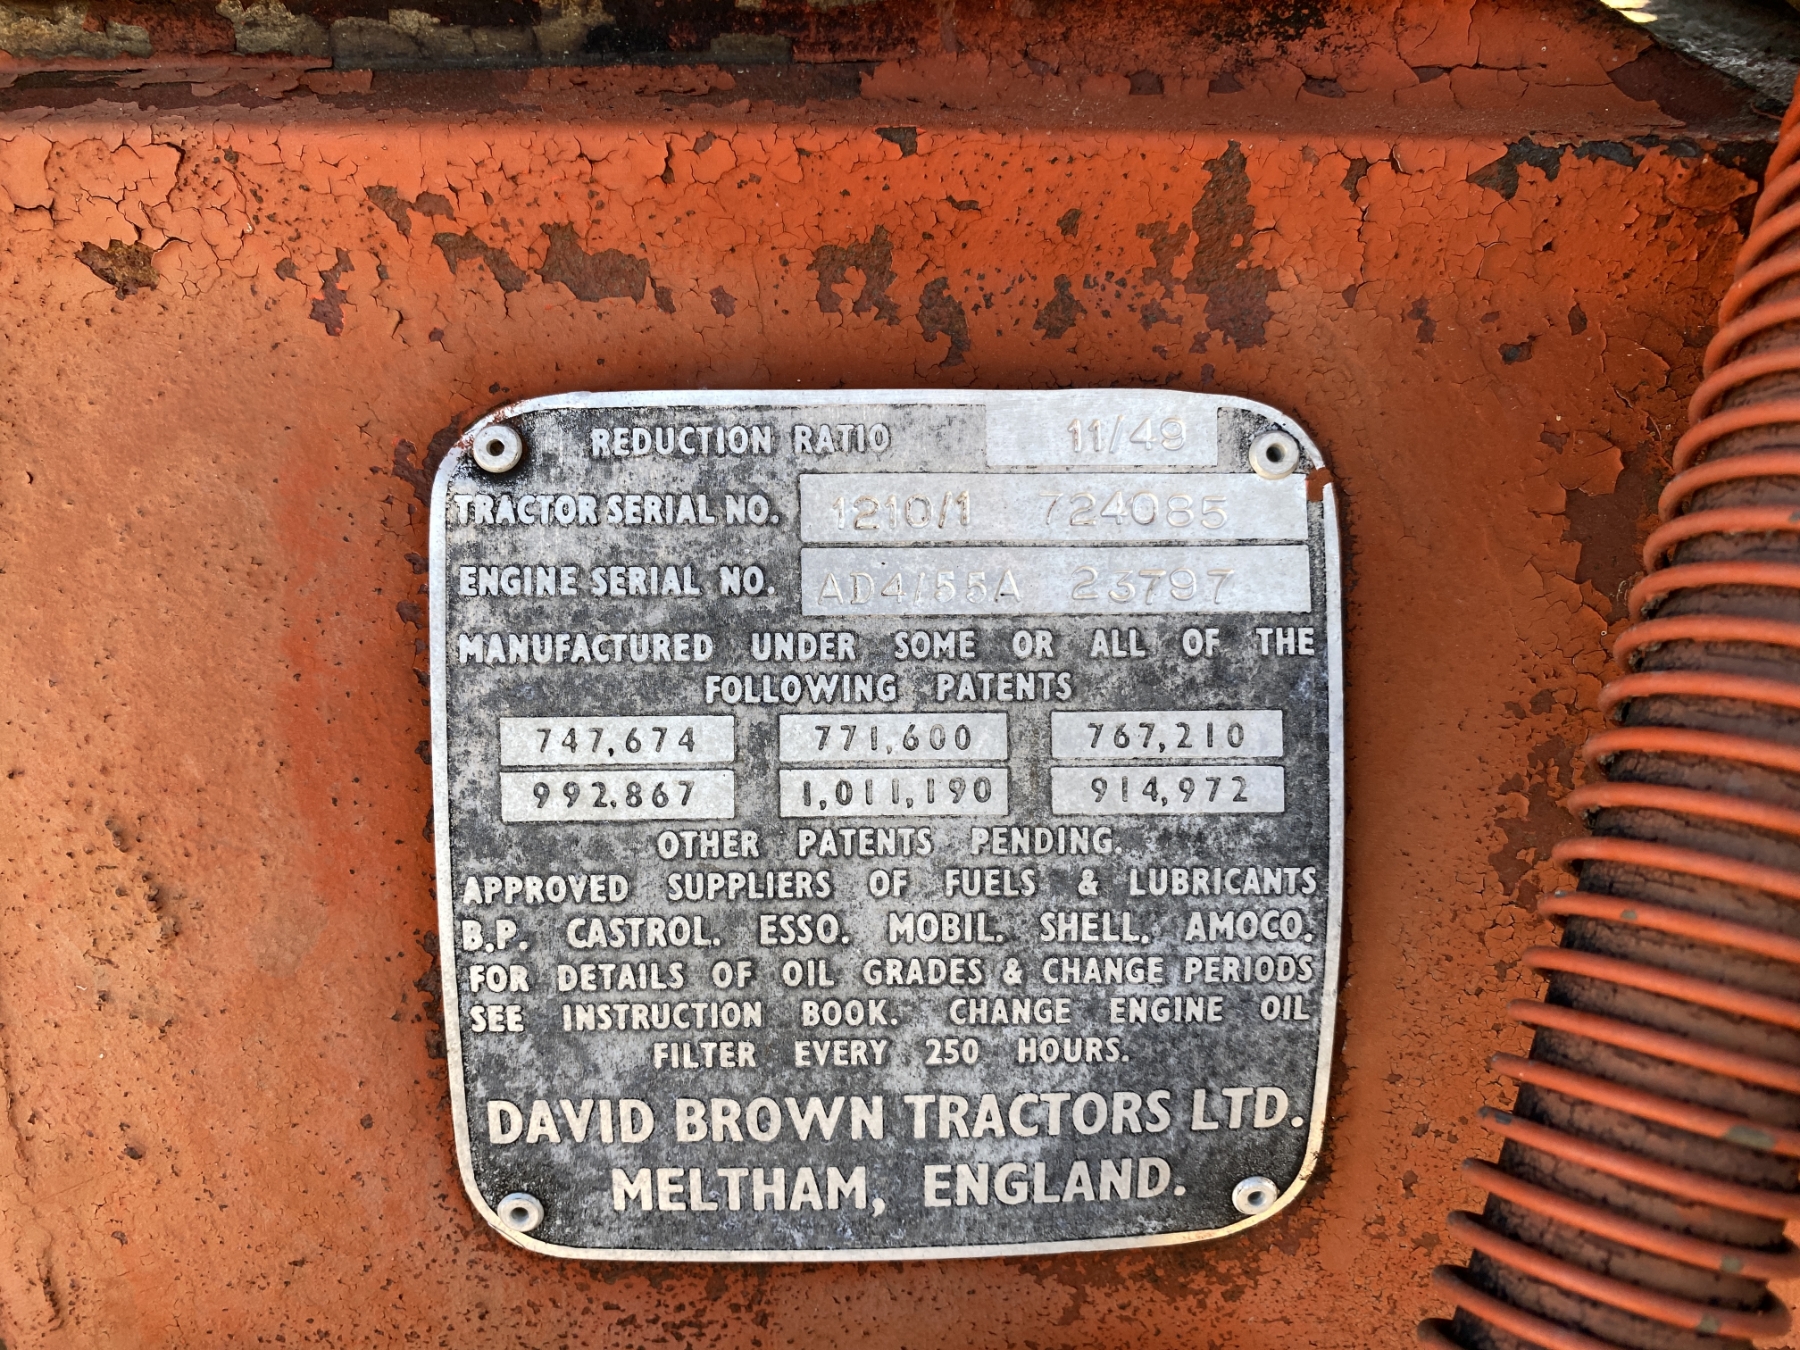 REDUCTION RATIO 11/49
TRACTOR SERIAL NO. 1210/1 724085
ENGINE SERIAL NO. AD4/55A 23797
MANUFACTURED UNDER SOME OR ALL OF THE
FOLLOWING PATENTS
747,674 771,600 767,210
992,867 1,011,190 914,972
OTHER PATENTS PENDING.
APPROVED SUPPLIERS OF FUELS & LUBRICANTS
B.P. CASTROL. ESSO. MOBIL. SHELL. AMOCO.
FOR DETAILS OF OIL GRADES & CHANGE PERIODS
SEE INSTRUCTION BOOK. CHANGE ENGINE OIL
FILTER EVERY 250 HOURS.
DAVID BROWN TRACTORS LTD.
MELTHAM, ENGLAND.